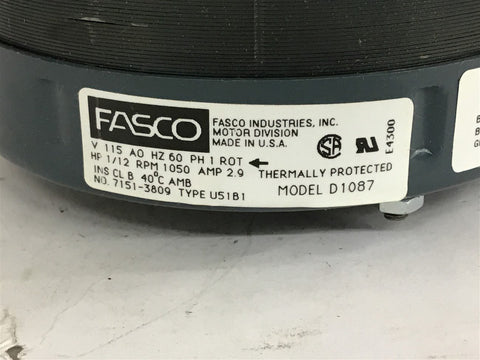 FASCO
FASCO INDUSTRIES, INC.
MOTOR DIVISION
MADE IN U.S.A.
E4300
V 115 AO HZ 60 PH 1 ROT ←
HP 1/12 RPM 1050 AMP 2.9 THERMALLY PROTECTED
INS CL B 40°C AMB
NO. 7151-3809 TYPE U51B1 MODEL D1087